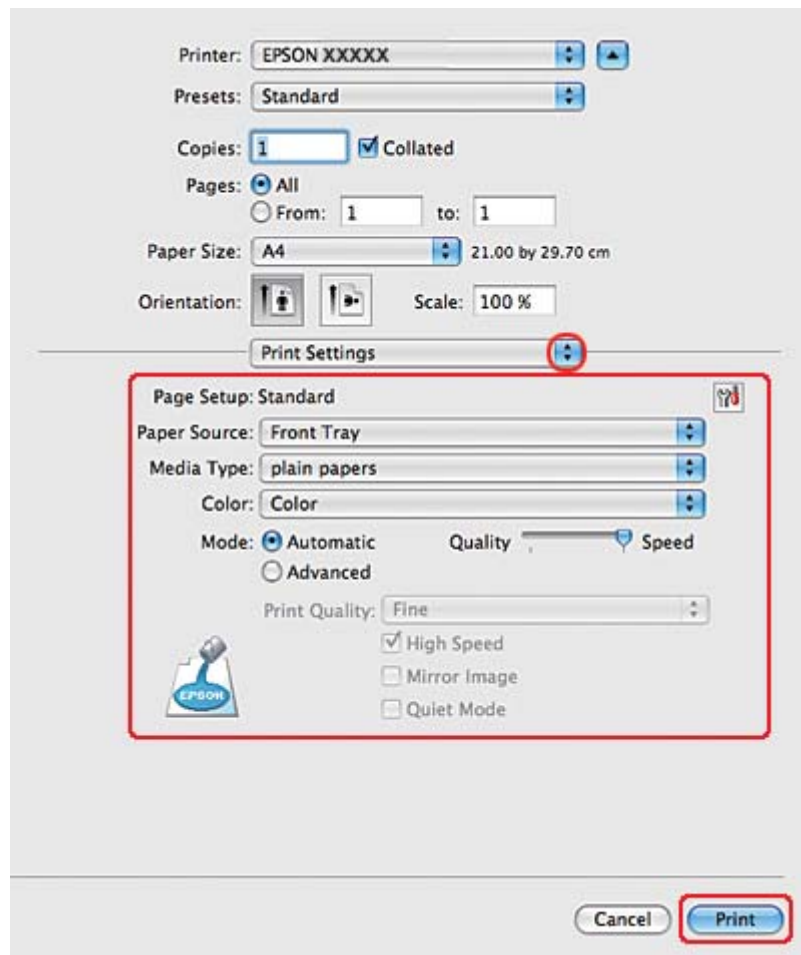 Printer: EPSON XXXXX
Presets: Standard
Copies: 1 Collated
Pages: All
From: 1 to: 1
Paper Size: A4 21.00 by 29.70 cm
Orientation: Scale: 100 %
Print Settings
Page Setup: Standard
Paper Source: Front Tray
Media Type: plain papers
Color: Color
Mode: Automatic Quality Speed
Advanced
Print Quality: Fine
High Speed
Mirror Image
EPSON
Quiet Mode
Cancel Print